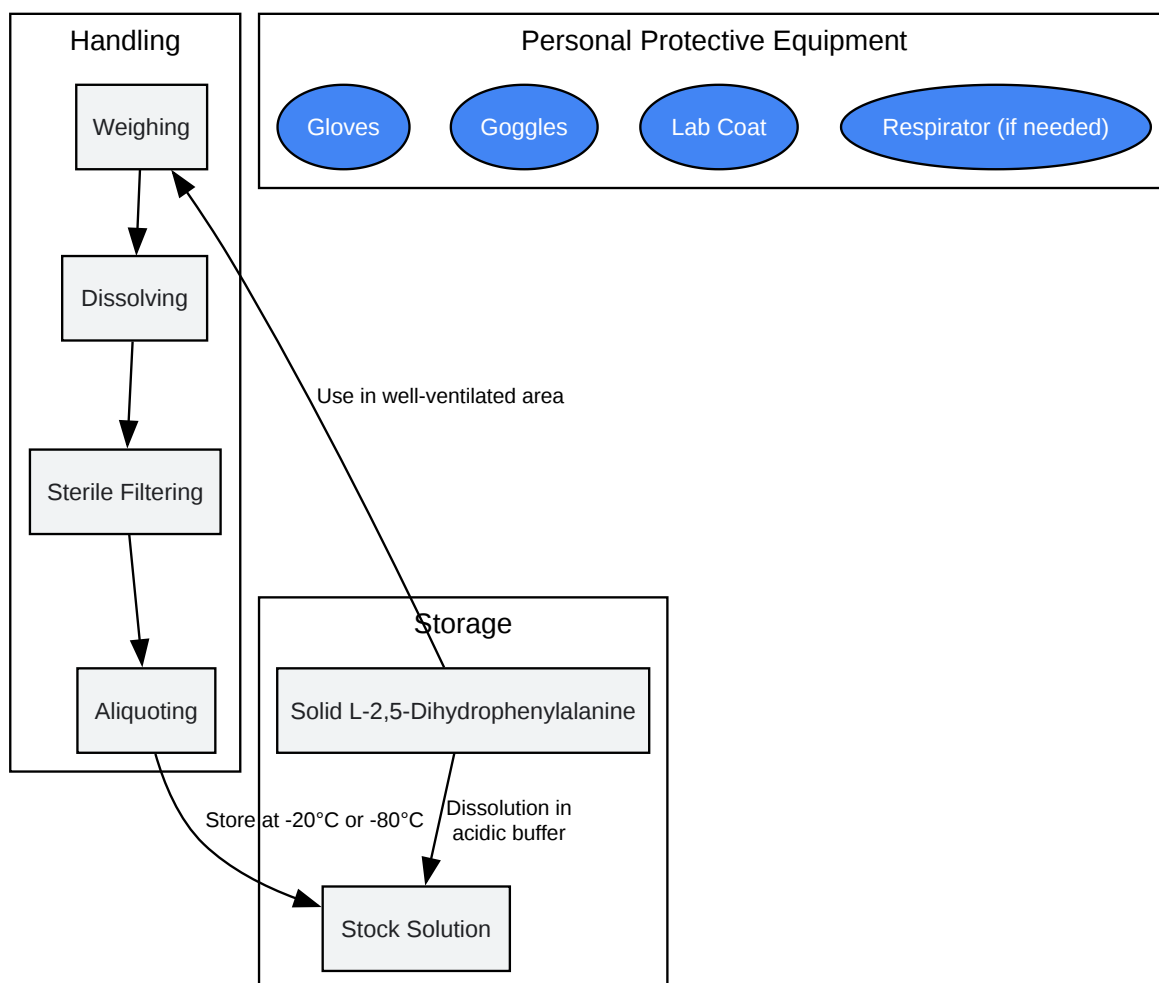 Handling
Personal Protective Equipment
Weighing
Gloves
Goggles
Lab Coat
Respirator (if needed)
Dissolving
Use in well-ventilated area
Sterile Filtering
Storage
Aliquoting
Solid L-2,5-Dihydrophenylalanine
Store at -20°C or -80°C
Dissolution in
acidic buffer
Stock Solution